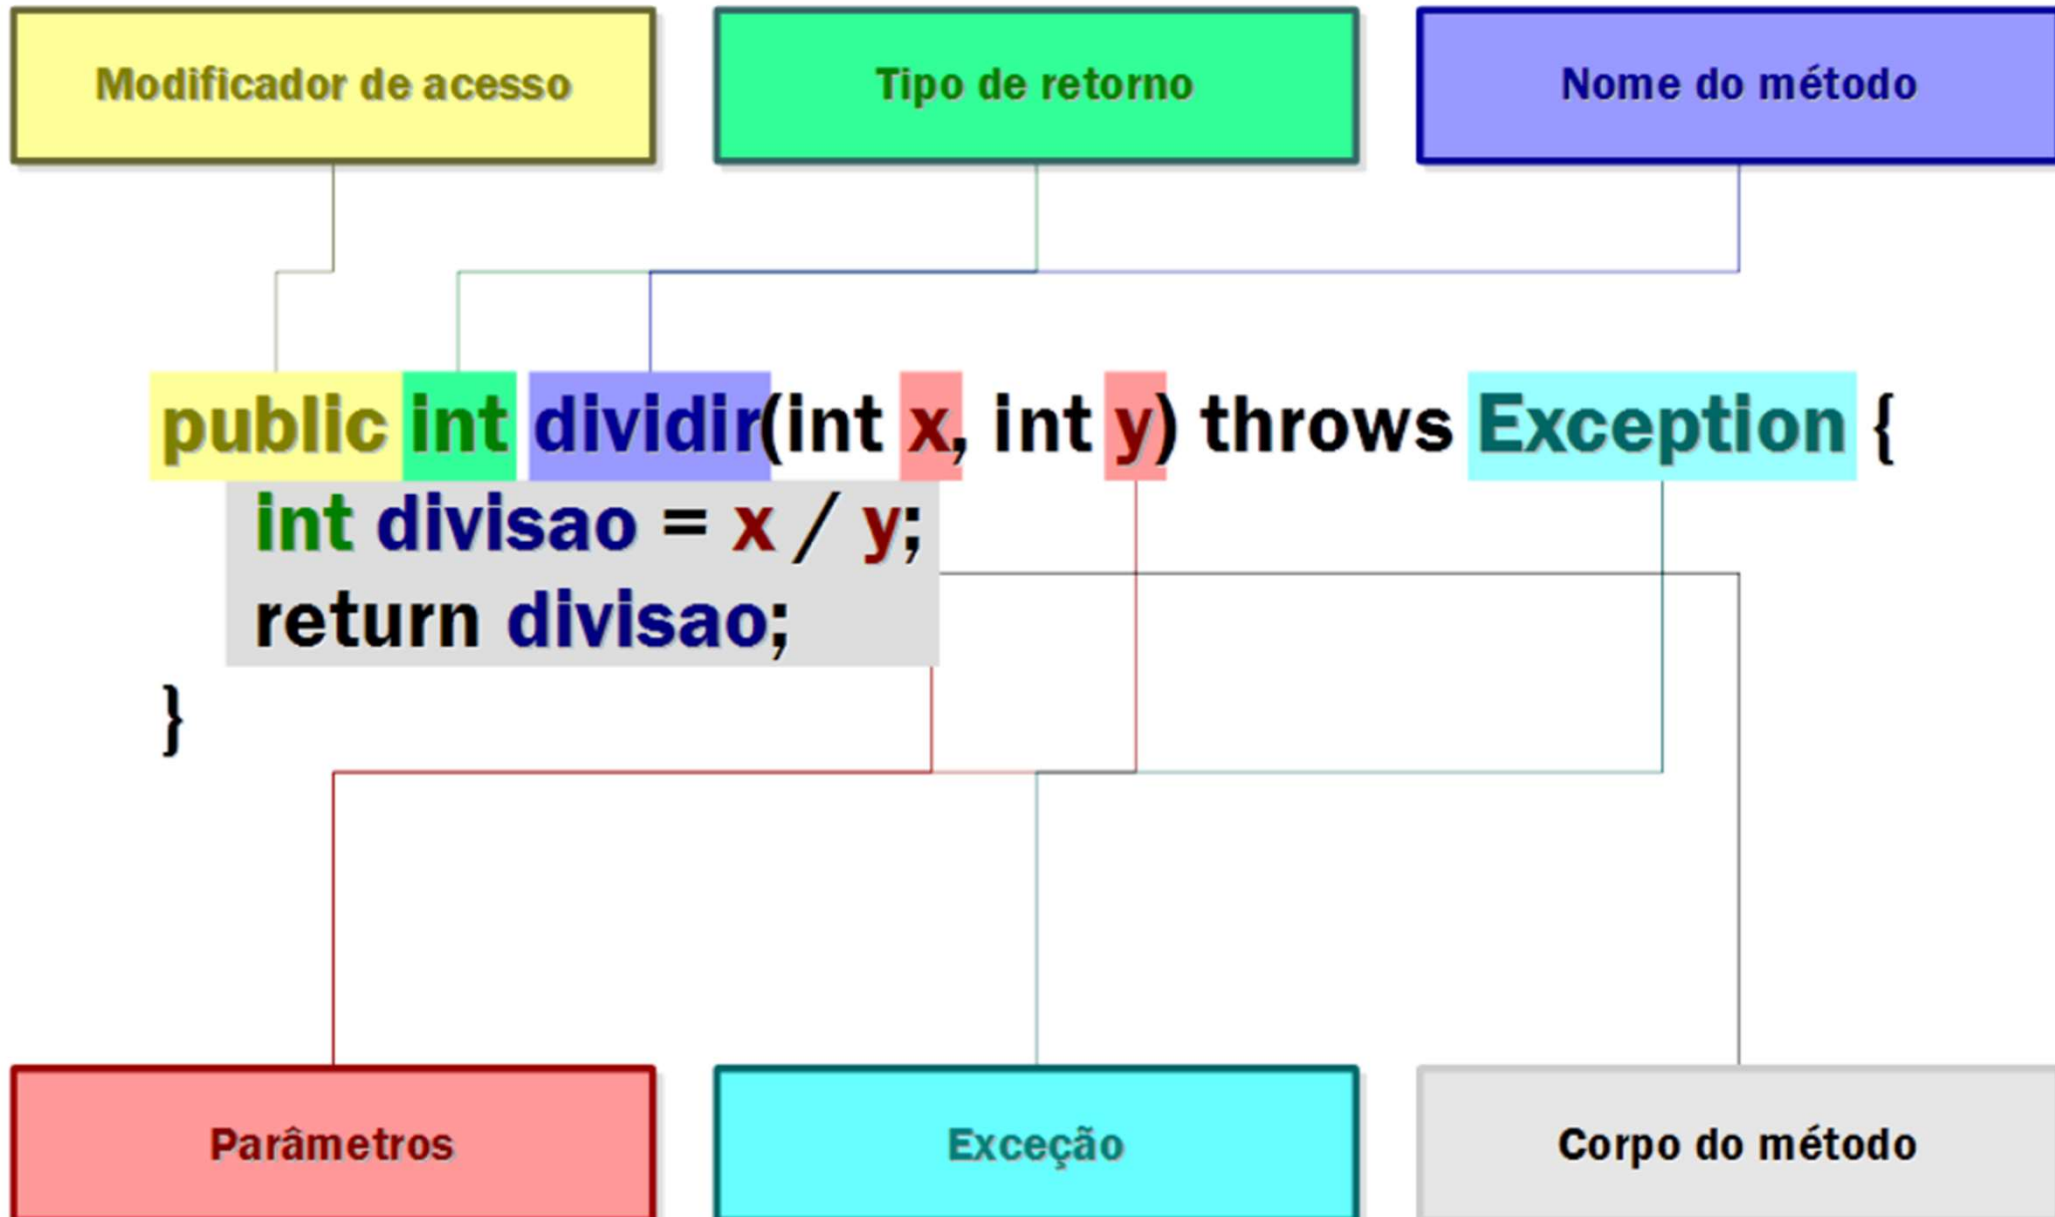 Modificador de acesso
Tipo de retorno
Nome do método
public int dividir(int x, int y) throws Exception {
int divisao = x / y;
return divisao;
}
Parâmetros
Exceção
Corpo do método